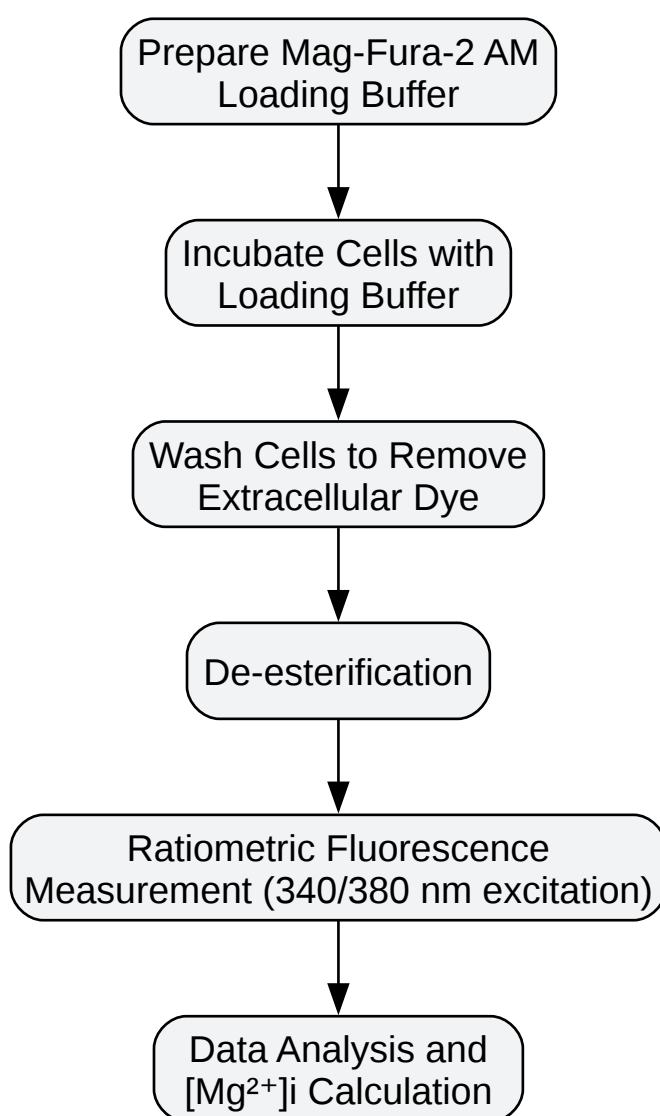 Prepare Mag-Fura-2 AM
Loading Buffer
Incubate Cells with
Loading Buffer
Wash Cells to Remove
Extracellular Dye
De-esterification
Ratiometric Fluorescence
Measurement (340/380 nm excitation)
Data Analysis and
[Mg²⁺]i Calculation